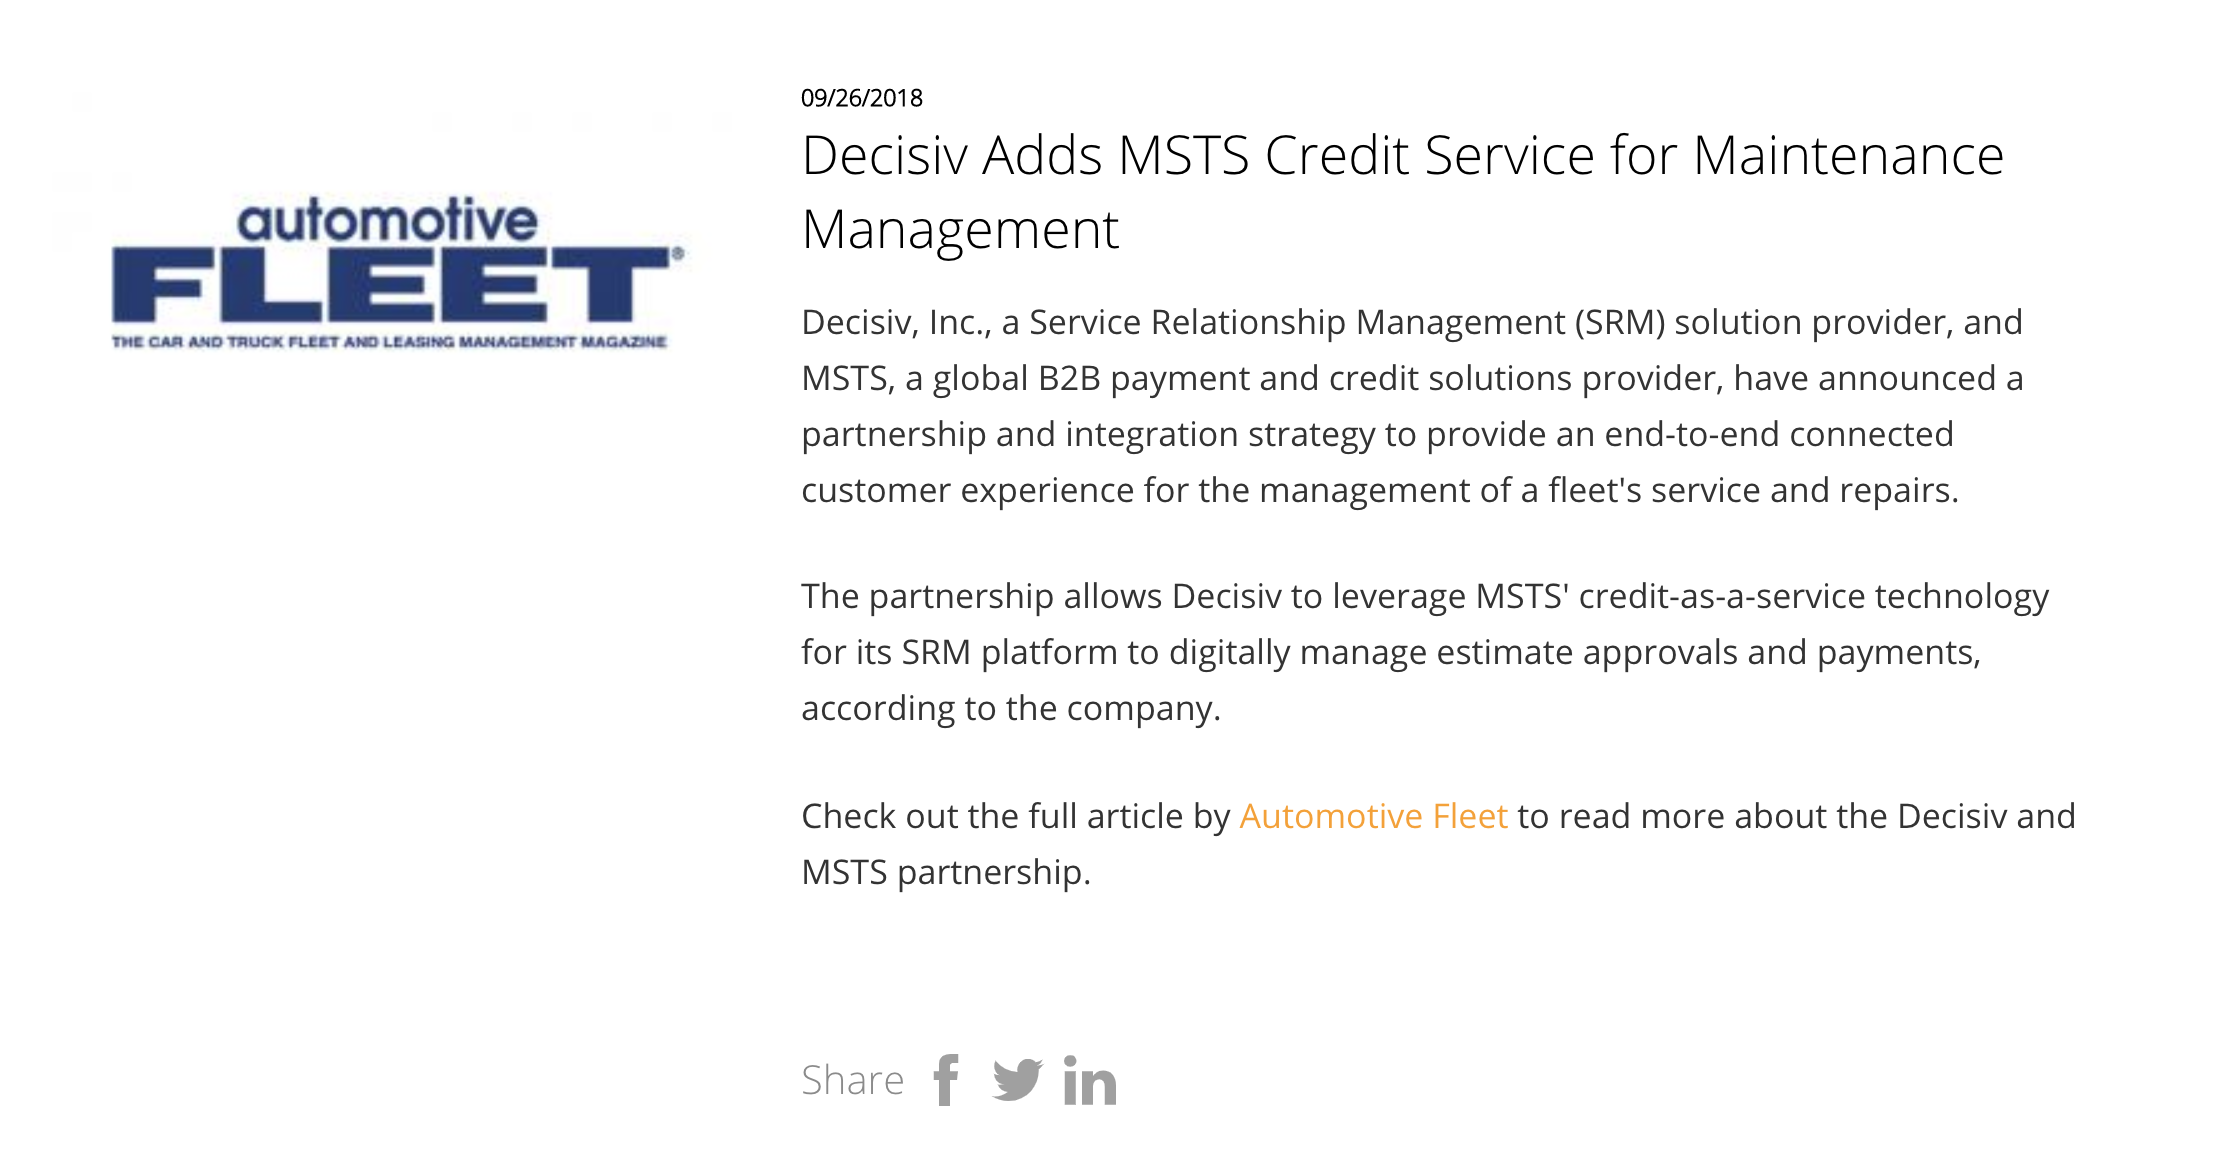 automotive
FLEET®
THE CAR AND TRUCK FLEET AND LEASING MANAGEMENT MAGAZINE
09/26/2018
Decisiv Adds MSTS Credit Service for Maintenance
Management
Decisiv, Inc., a Service Relationship Management (SRM) solution provider, and
MSTS, a global B2B payment and credit solutions provider, have announced a
partnership and integration strategy to provide an end-to-end connected
customer experience for the management of a fleet's service and repairs.
The partnership allows Decisiv to leverage MSTS' credit-as-a-service technology
for its SRM platform to digitally manage estimate approvals and payments,
according to the company.
Check out the full article by Automotive Fleet to read more about the Decisiv and
MSTS partnership.
Share